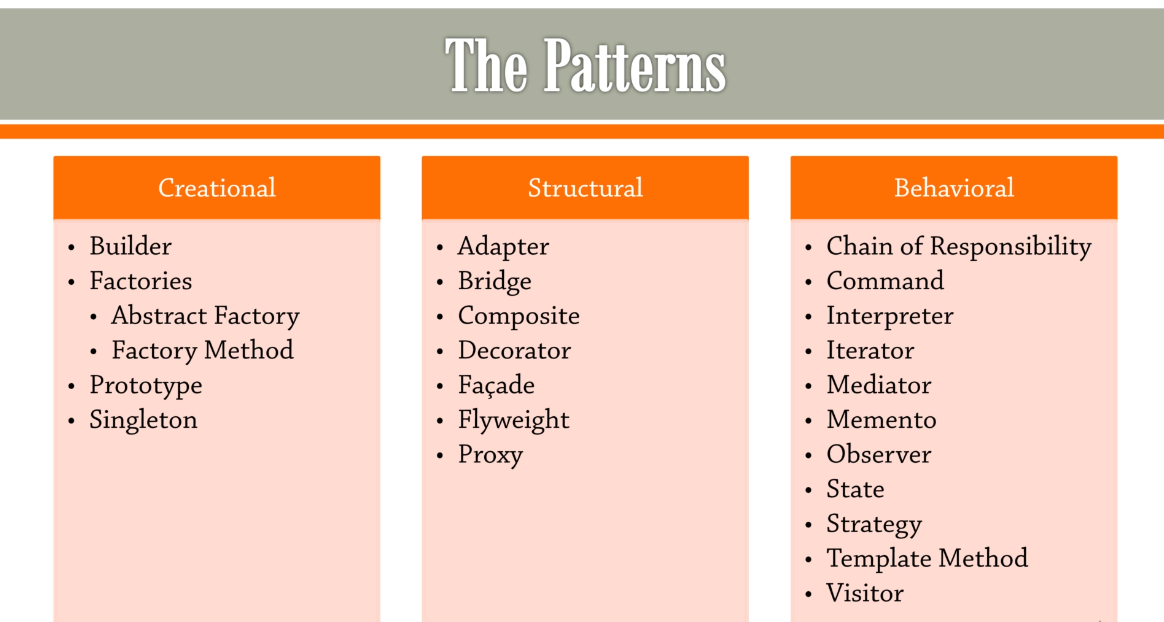 The Patterns
Creational
• Builder
• Factories
• Abstract Factory
• Factory Method
• Prototype
• Singleton
Structural
• Adapter
• Bridge
• Composite
• Decorator
• Façade
• Flyweight
• Proxy
Behavioral
• Chain of Responsibility
• Command
• Interpreter
• Iterator
• Mediator
• Memento
• Observer
• State
• Strategy
• Template Method
• Visitor